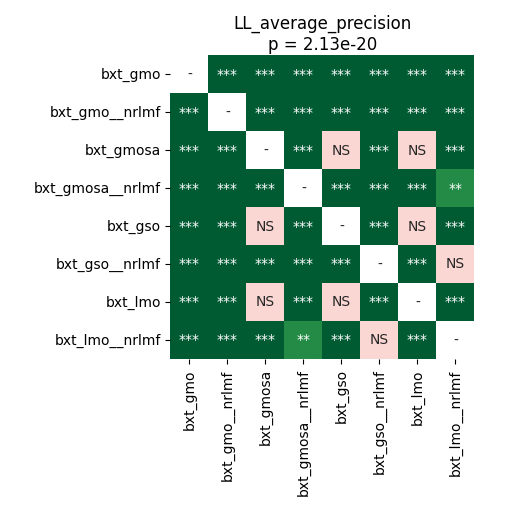 LL_average_precision
p = 2.13e-20
bxt_gmo - *** *** *** *** *** *** ***
bxt_gmo__nrlmf *** - *** *** *** *** *** ***
bxt_gmosa *** *** - *** NS *** NS ***
bxt_gmosa__nrlmf *** *** *** - *** *** *** **
bxt_gso *** *** NS *** - *** NS ***
bxt_gso__nrlmf *** *** *** *** *** - *** NS
bxt_lmo *** *** NS *** NS *** - ***
bxt_lmo__nrlmf *** *** *** ** *** NS *** -
bxt_gmo
bxt_gmo__nrlmf
bxt_gmosa
bxt_gmosa__nrlmf
bxt_gso
bxt_gso__nrlmf
bxt_lmo
bxt_lmo__nrlmf